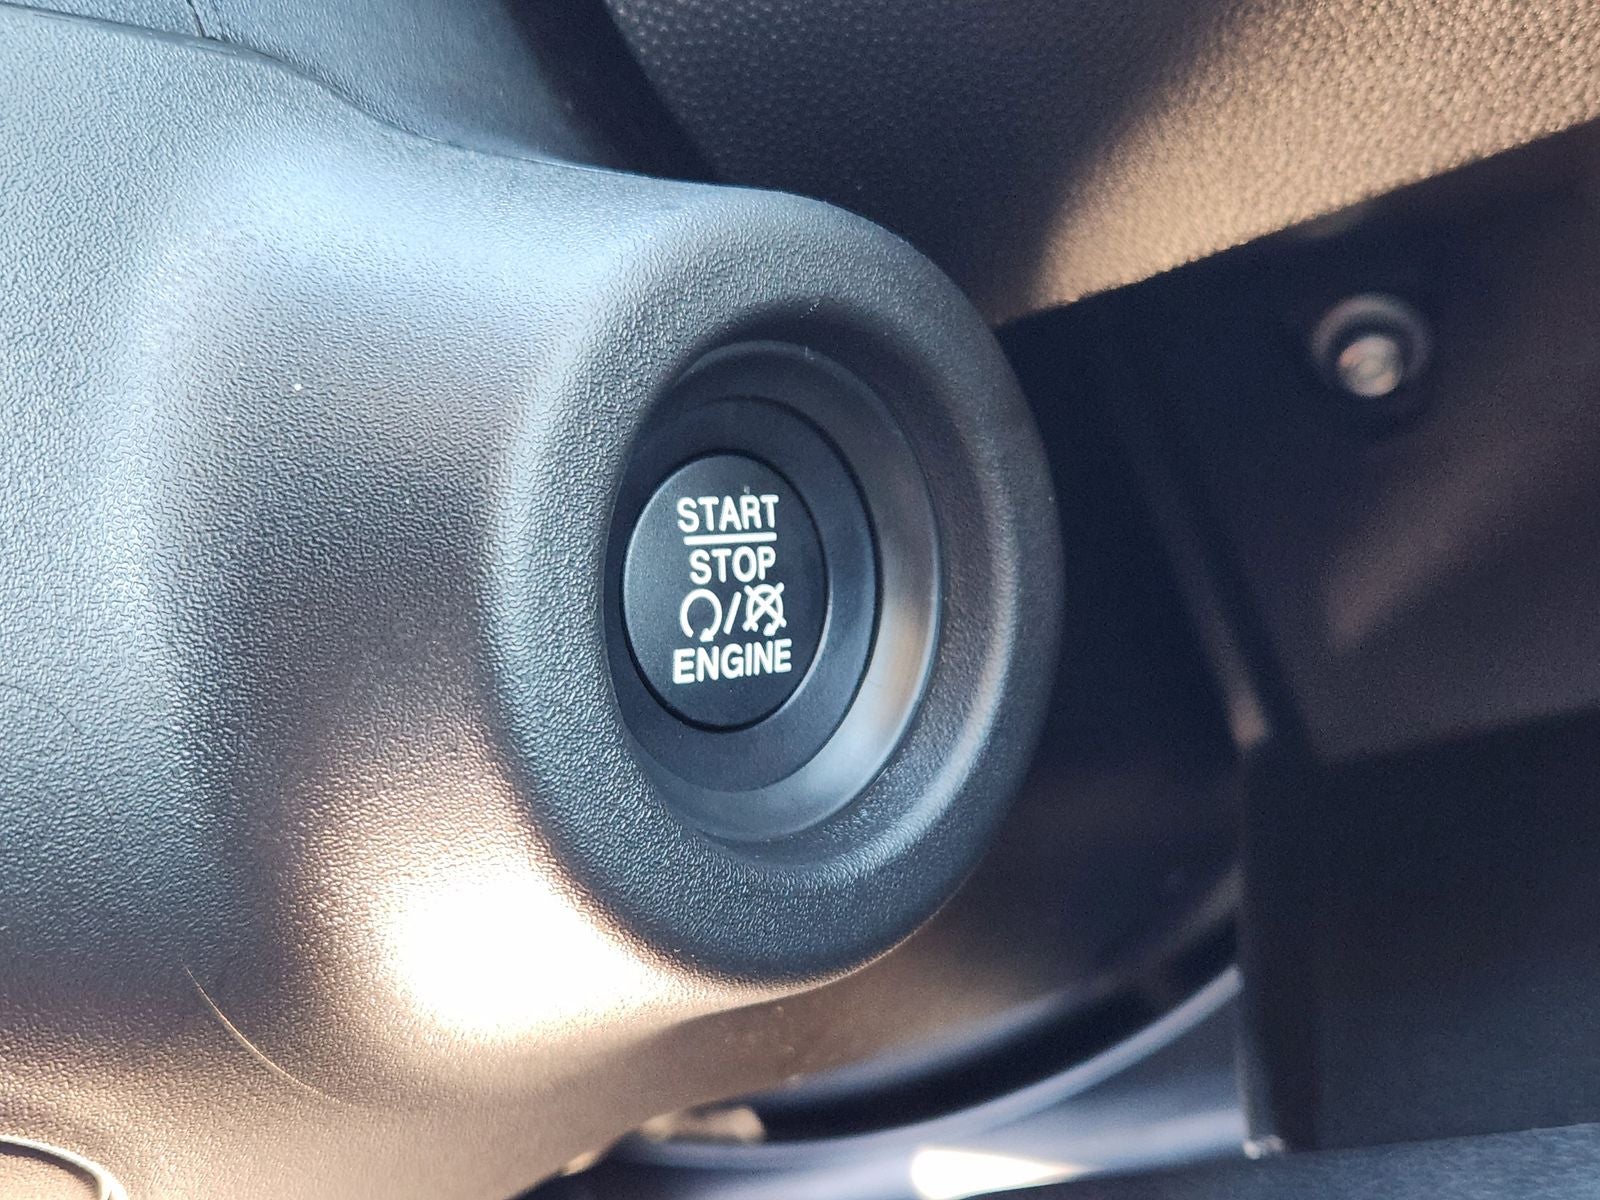 START
STOP
/
ENGINE